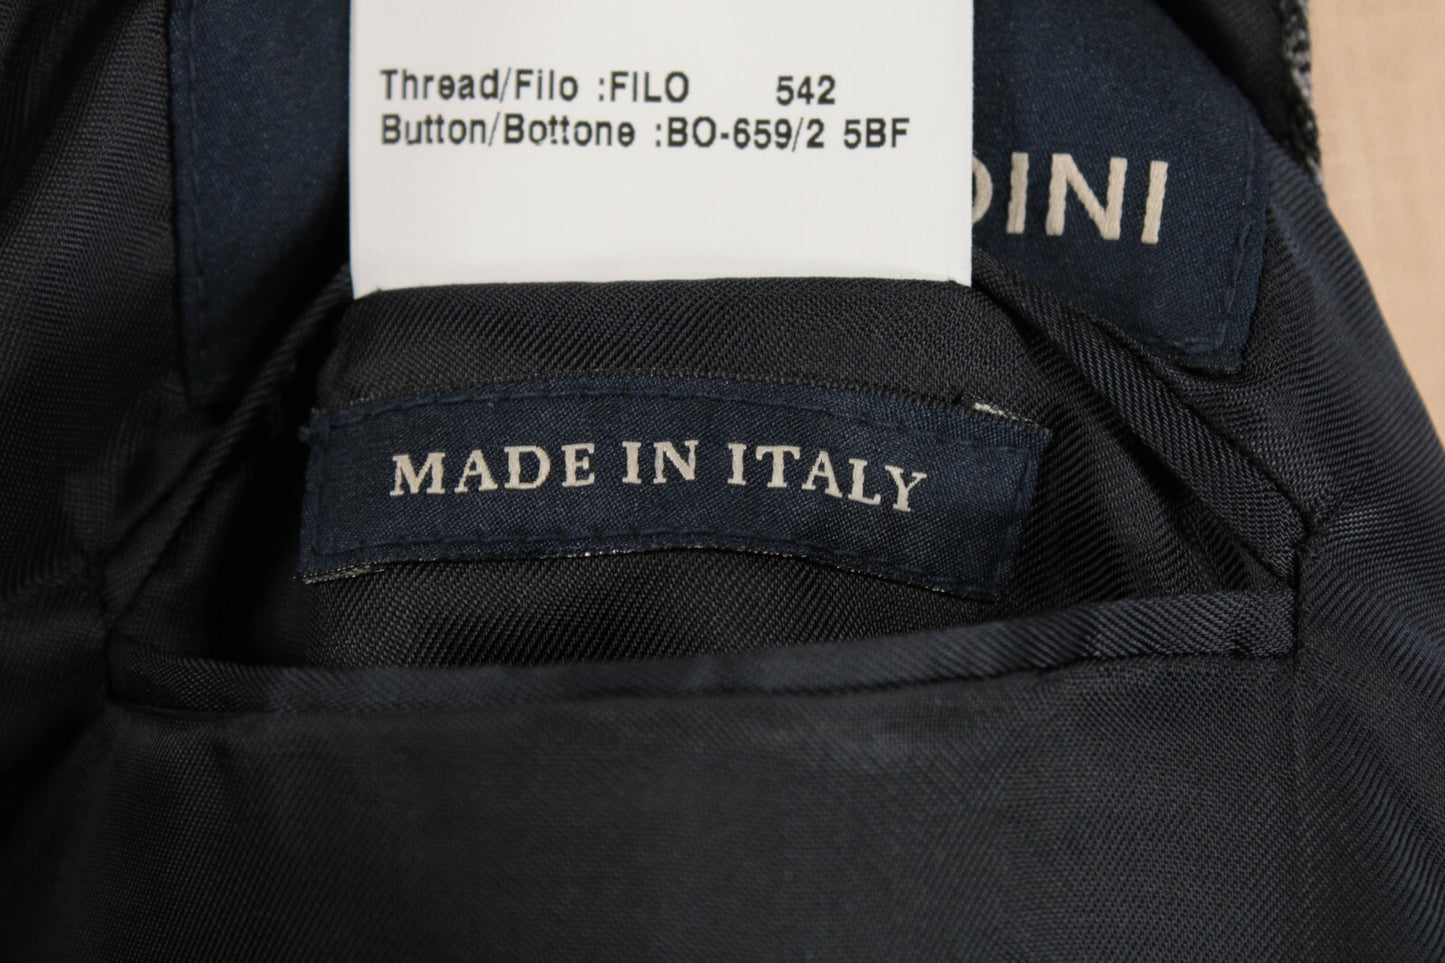 Thread/Filo :FILO 542
Button/Bottone :BO-659/2 5BF
DINI
MADE IN ITALY